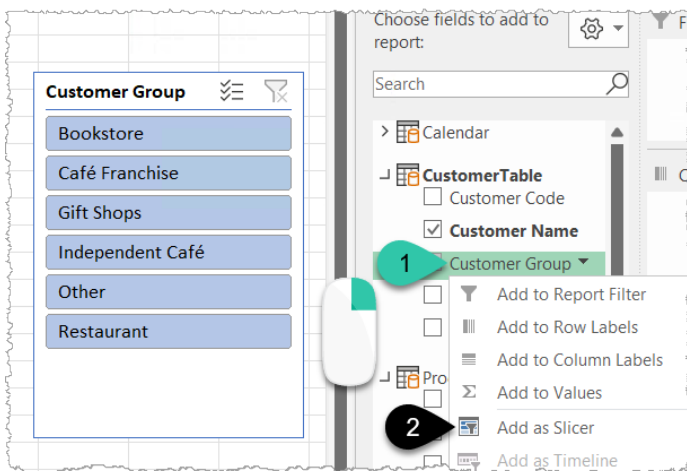 Choose fields to add to
report:
Search
Customer Group
Bookstore
Café Franchise
Gift Shops
Independent Café
Other
Restaurant
Calendar
CustomerTable
Customer Code
Customer Name
1
Customer Group
Add to Report Filter
Add to Row Labels
Add to Column Labels
Add to Values
2
Add as Slicer
Add as Timeline